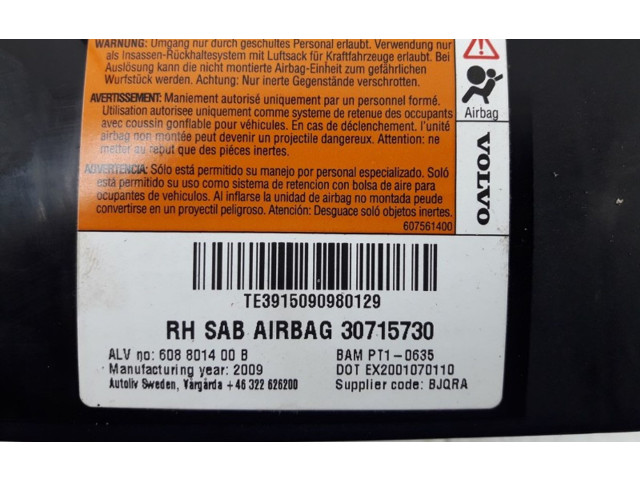 WARNUNG: Umgang nur durch geschultes Personal erlaubt. Verwendung nur
als Insassen-Rückhaltesystem mit Luftsack für Kraftfahrzeuge erlaubt. Bei
Auslösung kann die nicht montierte Airbag-Einheit zum gefährlichen
Wurfstück werden. Achtung: Nur inerte Gegenstände verschrotten.
AVERTISSEMENT: Maniement autorisé uniquement par un personnel formé.
Utilisation autorisee uniquement comme systeme de retenue des occupants
avec coussin gonflable pour véhicules. En cas de déclenchement. l'unité
airbag non montée peut devenir un projectile dangereux. Attention: ne
mettre au rebut que des piéces inertes.
ADVERTENCIA: Sólo está permitido su manejo por personal especializado. Solo
está permitido su uso como sistema de retencion con bolsa de aire para
ocupantes de vehículos. Al inflarse la unidad de airbag no montada peude
convertirse en un proyectil peligroso. Atención: Desguace solo objetos inertes.
607561400
Airbag
VOLVO
TE3915090980129
RH SAB AIRBAG 30715730
ALV no: 608 8014 00 B
BAM PT1-0635
Manufacturing year: 2009
DOT EX2001070110
Autoliv Sweden, Vårgårda +46 322 626200
Supplier code: BJQRA